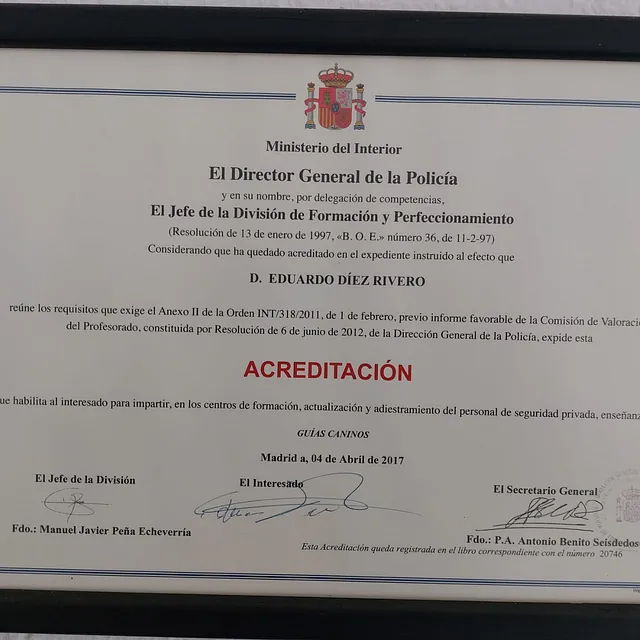 Ministerio del Interior
El Director General de la Policía
y en su nombre, por delegación de competencias,
El Jefe de la División de Formación y Perfeccionamiento
(Resolución de 13 de enero de 1997, «B. O. E.» número 36, de 11-2-97)
Considerando que ha quedado acreditado en el expediente instruido al efecto que
D. EDUARDO DÍEZ RIVERO
reúne los requisitos que exige el Anexo II de la Orden INT/318/2011, de 1 de febrero, previo informe favorable de la Comisión de Valoració
del Profesorado, constituida por Resolución de 6 de junio de 2012, de la Dirección General de la Policía, expide esta
ACREDITACIÓN
ue habilita al interesado para impartir, en los centros de formación, actualización y adiestramiento del personal de seguridad privada, enseñanz
GUÍAS CANINOS
Madrid a, 04 de Abril de 2017
El Jefe de la División
El Interesado
El Secretario General
Fdo.: Manuel Javier Peña Echeverría
Fdo.: P.A. Antonio Benito Seisdedos
Esta Acreditación queda registrada en el libro correspondiente con el número 20746